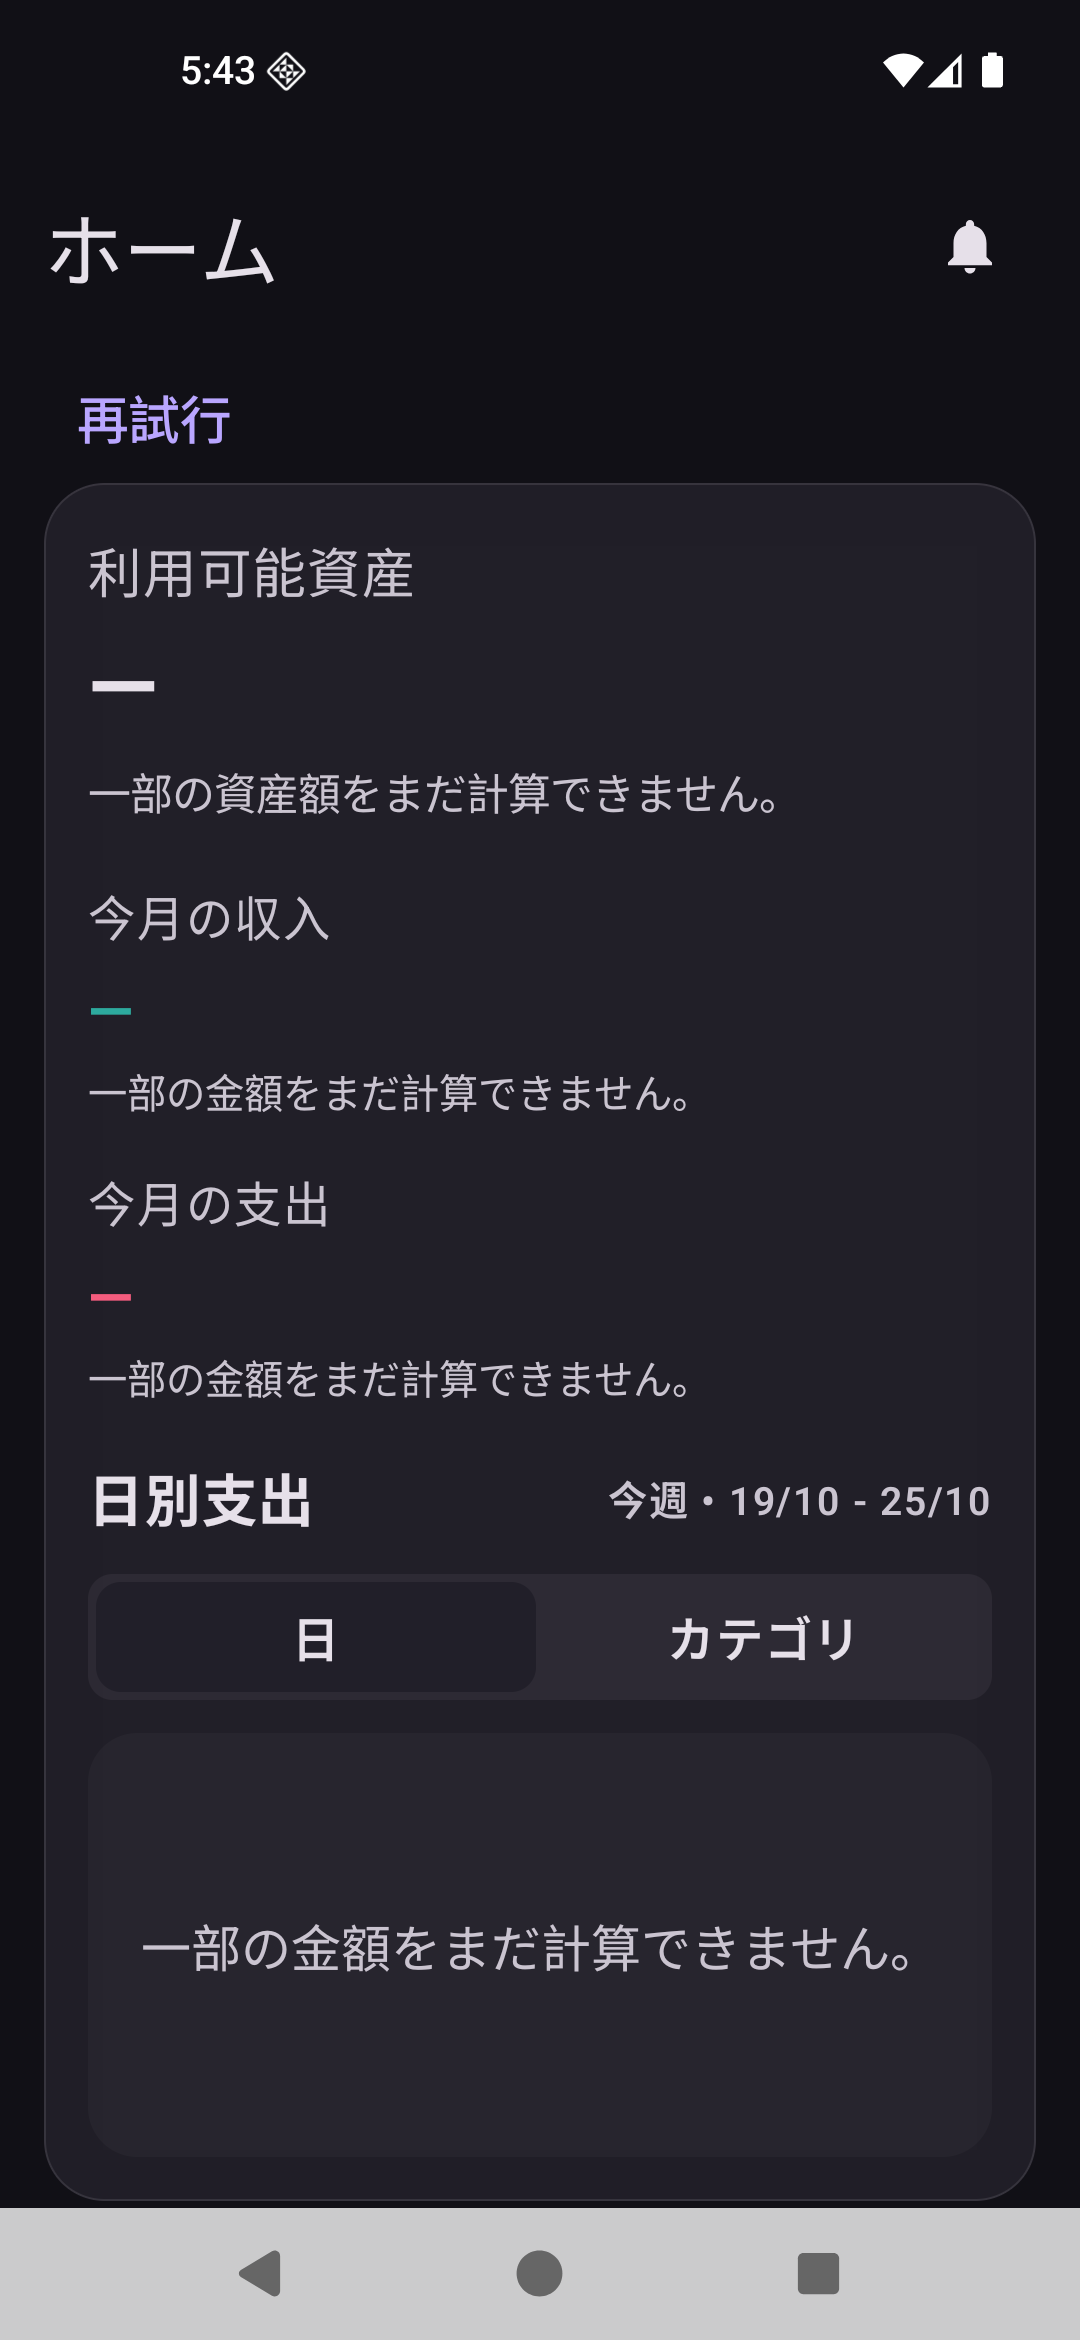 5:43
ホーム
再試行
利用可能資産
—
一部の資産額をまだ計算できません。
今月の収入
—
一部の金額をまだ計算できません。
今月の支出
—
一部の金額をまだ計算できません。
日別支出
今週・19/10 - 25/10
日
カテゴリ
一部の金額をまだ計算できません。